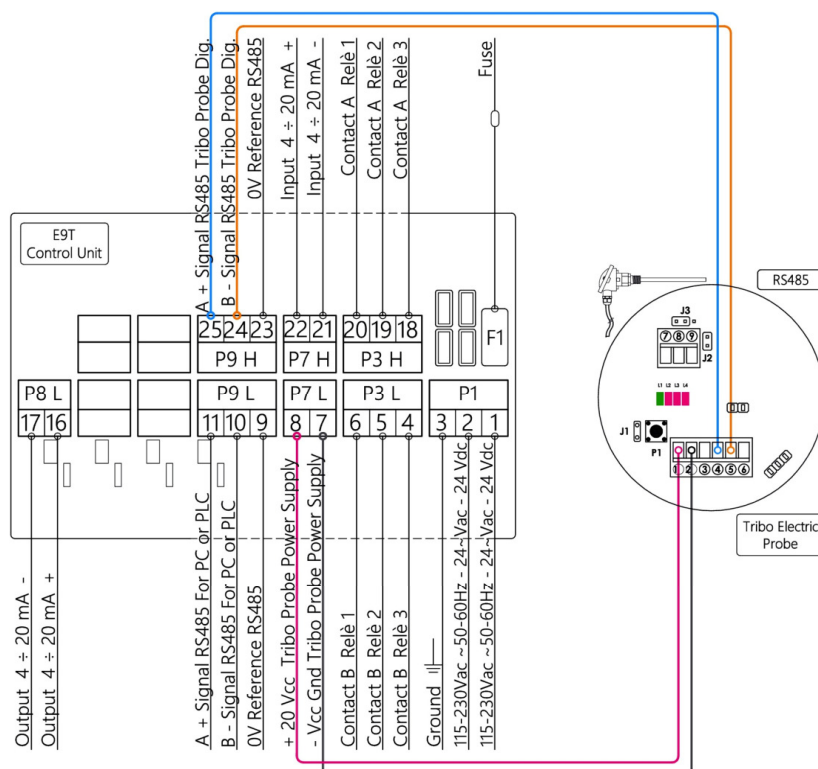 A + Signal RS485 Tribo Probe Dig.
B - Signal RS485 Tribo Probe Dig.
0V Reference RS485
Input 4 ÷ 20 mA +
Input 4 ÷ 20 mA -
Contact A Relè 1
Contact A Relè 2
Contact A Relè 3
Fuse
E9T
Control Unit
25 24 23
22 21
20 19 18
F1
P9 H
P7 H
P3 H
P8 L
P9 L
P7 L
P3 L
P1
17 16
11 10 9
8 7
6 5 4
3 2 1
Output 4 ÷ 20 mA -
Output 4 ÷ 20 mA +
A + Signal RS485 For PC or PLC
B - Signal RS485 For PC or PLC
0V Reference RS485
+ 20 Vcc Tribo Probe Power Supply
- Vcc Gnd Tribo Probe Power Supply
Contact B Relè 1
Contact B Relè 2
Contact B Relè 3
Ground
115-230Vac ~50-60Hz - 24~Vac - 24 Vdc
115-230Vac ~50-60Hz - 24~Vac - 24 Vdc
RS485
J3
7 8 9
J2
L1 L2 L3 L4
J1
P1
1 2 3 4 5 6
Tribo Electric
Probe